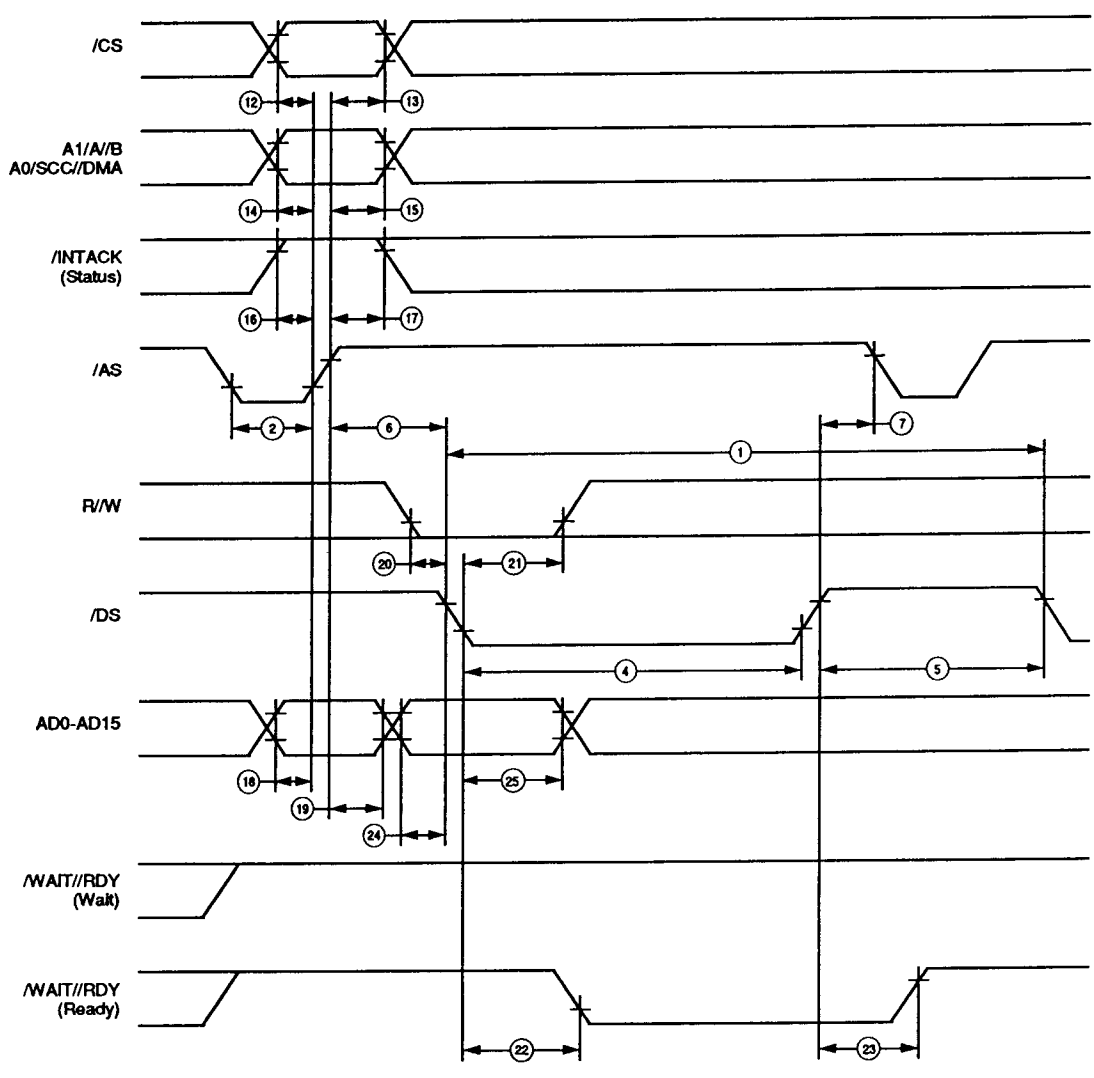 /CS
12
13
A1/A//B
A0/SCC//DMA
14
15
/INTACK
(Status)
16
17
/AS
2
6
7
1
R//W
20
21
/DS
4
5
AD0-AD15
18
25
19
24
/WAIT//RDY
(Wait)
/WAIT//RDY
(Ready)
22
23